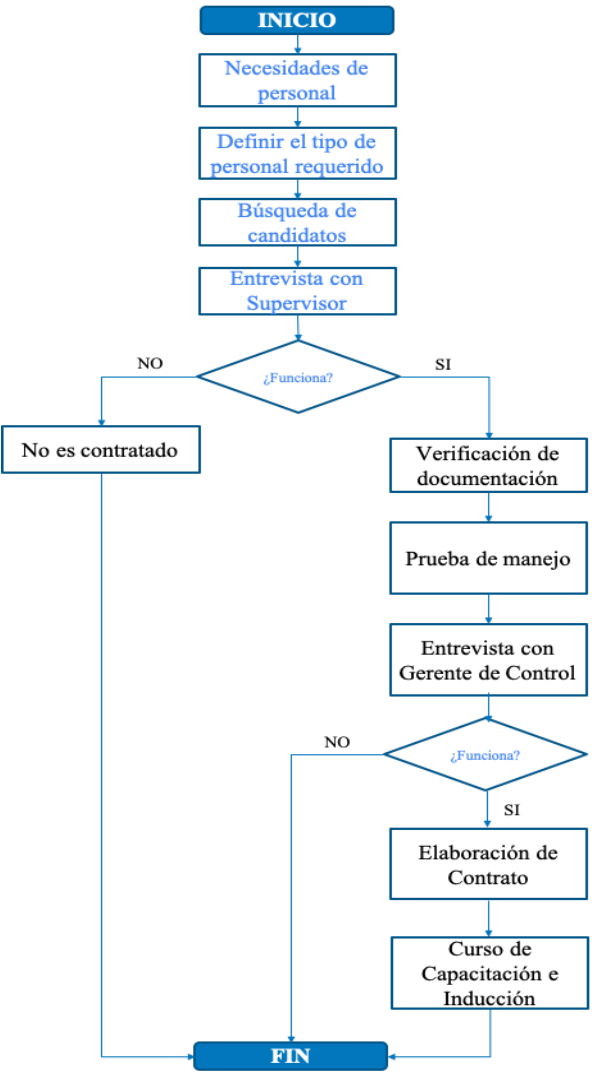 INICIO
Necesidades de
personal
Definir el tipo de
personal requerido
Búsqueda de
candidatos
Entrevista con
Supervisor
¿Funciona?
NO
SI
No es contratado
Verificación de
documentación
Prueba de manejo
Entrevista con
Gerente de Control
¿Funciona?
NO
SI
Elaboración de
Contrato
Curso de
Capacitación e
Inducción
FIN